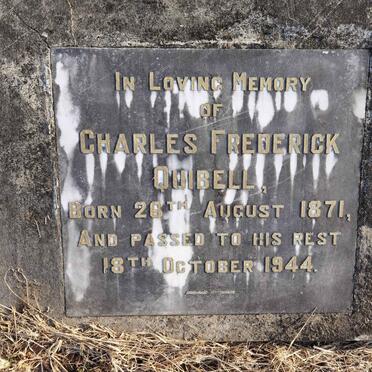 IN LOVING MEMORY
OF
CHARLES FREDERICK
QUIBELL,
BORN 26TH AUGUST 1871,
AND PASSED TO HIS REST
18TH OCTOBER 1944.